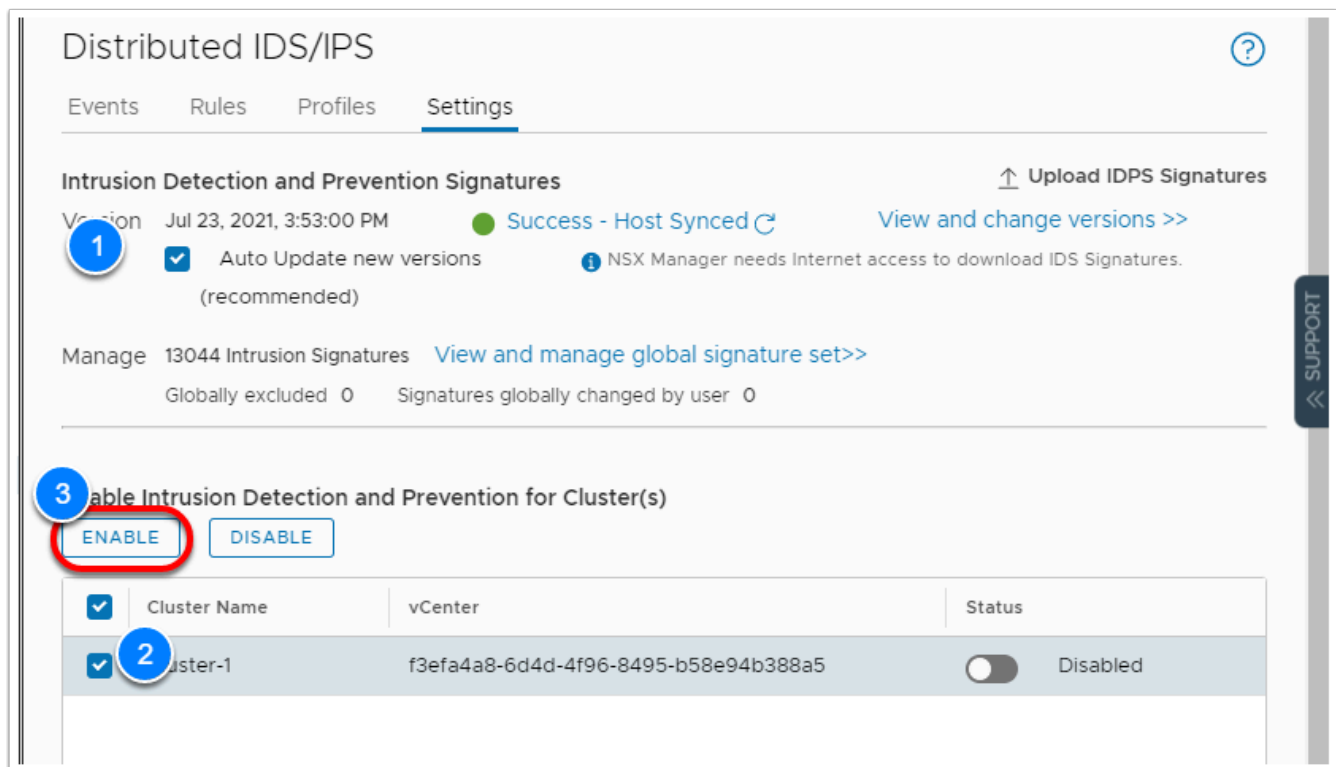 Distributed IDS/IPS
?
Events Rules Profiles Settings
Intrusion Detection and Prevention Signatures
Upload IDPS Signatures
Jul 23, 2021, 3:53:00 PM Success - Host Synced View and change versions >>
1
Auto Update new versions NSX Manager needs Internet access to download IDS Signatures.
(recommended)
Manage 13044 Intrusion Signatures View and manage global signature set>>
Globally excluded 0 Signatures globally changed by user 0
SUPPORT
3
Intrusion Detection and Prevention for Cluster(s)
ENABLE DISABLE
Cluster Name vCenter Status
2
f3efa4a8-6d4d-4f96-8495-b58e94b388a5 Disabled